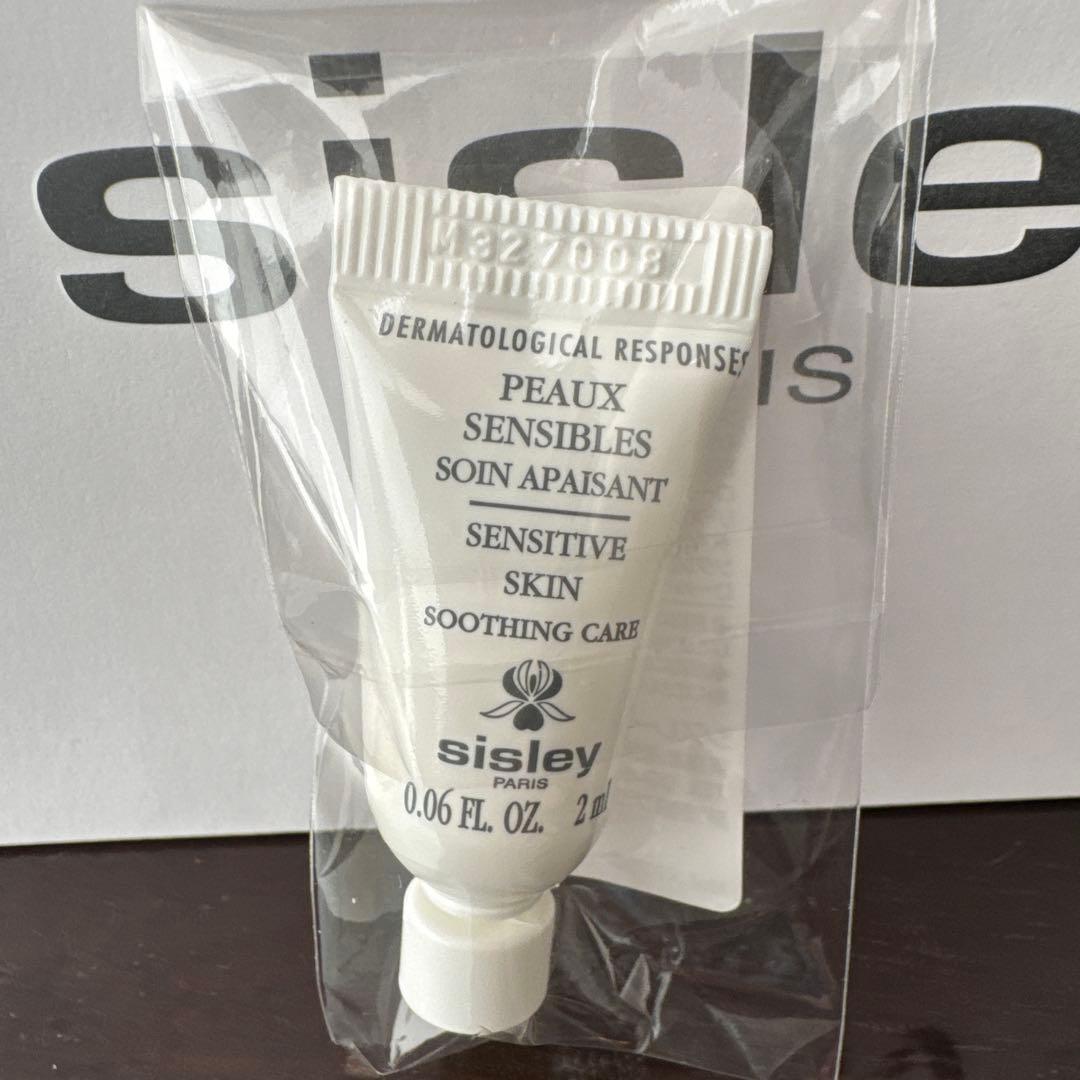 sisle
IS
M327008
DERMATOLOGICAL RESPONSES
PEAUX
SENSIBLES
SOIN APAISANT
SENSITIVE
SKIN
SOOTHING CARE
sisley
PARIS
0.06 FL. OZ. 2 ml